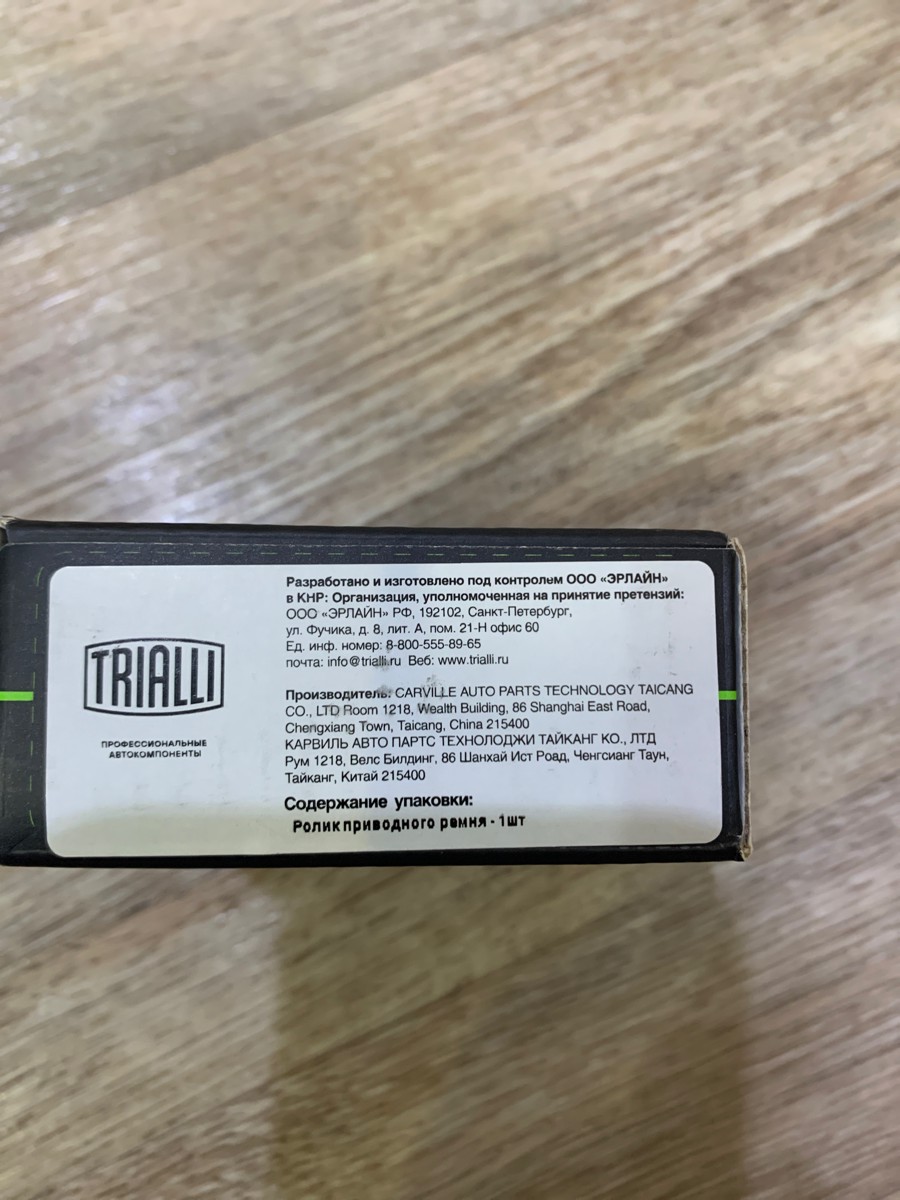 TRIALLI
ПРОФЕССИОНАЛЬНЫЕ
АВТОКОМПОНЕНТЫ
Разработано и изготовлено под контролем ООО «ЭРЛАЙН»
в КНР: Организация, уполномоченная на принятие претензий:
ООО «ЭРЛАЙН» РФ, 192102, Санкт-Петербург,
ул. Фучика, д. 8, лит. А, пом. 21-Н офис 60
Ед. инф. номер: 8-800-555-89-65
почта: info@trialli.ru Веб: www.trialli.ru
Производитель: CARVILLE AUTO PARTS TECHNOLOGY TAICANG
CO., LTD Room 1218, Wealth Building, 86 Shanghai East Road,
Chengxiang Town, Taicang, China 215400
КАРВИЛЬ АВТО ПАРТС ТЕХНОЛОДЖИ ТАЙКАНГ КО., ЛТД
Рум 1218, Велс Билдинг, 86 Шанхай Ист Роад, Ченгсианг Таун,
Тайканг, Китай 215400
Содержание упаковки:
Ролик приводного ремня - 1шт